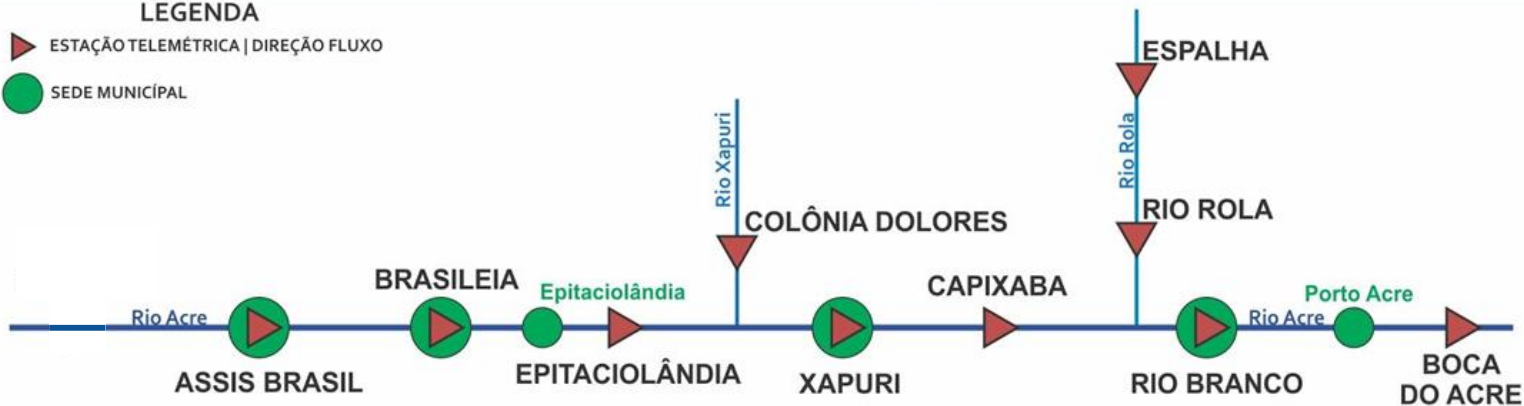 LEGENDA
ESTAÇÃO TELEMÉTRICA | DIREÇÃO FLUXO
SEDE MUNICÍPAL
ESPALHA
Rio Xapuri
Rio Rola
COLÔNIA DOLORES
RIO ROLA
BRASILEIA
Epitaciolândia
CAPIXABA
Porto Acre
Rio Acre
Rio Acre
ASSIS BRASIL
EPITACIOLÂNDIA
XAPURI
RIO BRANCO
BOCA
DO ACRE